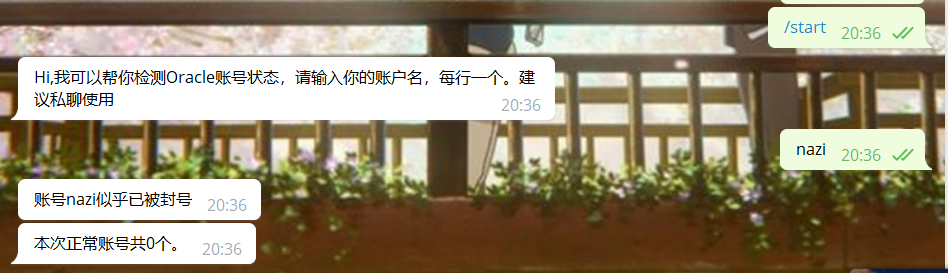 /start 20:36
Hi,我可以帮你检测Oracle账号状态，请输入你的账户名，每行一个。建
议私聊使用
20:36
nazi 20:36
账号nazi似乎已被封号 20:36
本次正常账号共0个。 20:36